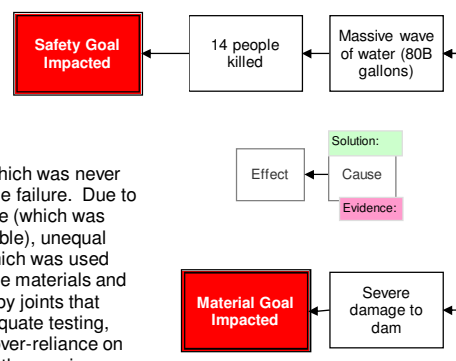 Safety Goal
Impacted
14 people
killed
Massive wave
of water (80B
gallons)
Solution:
Effect
Cause
Evidence:
hich was never
e failure. Due to
e (which was
ble), unequal
hich was used
e materials and
by joints that
quate testing,
over-reliance on
Material Goal
Impacted
Severe
damage to
dam